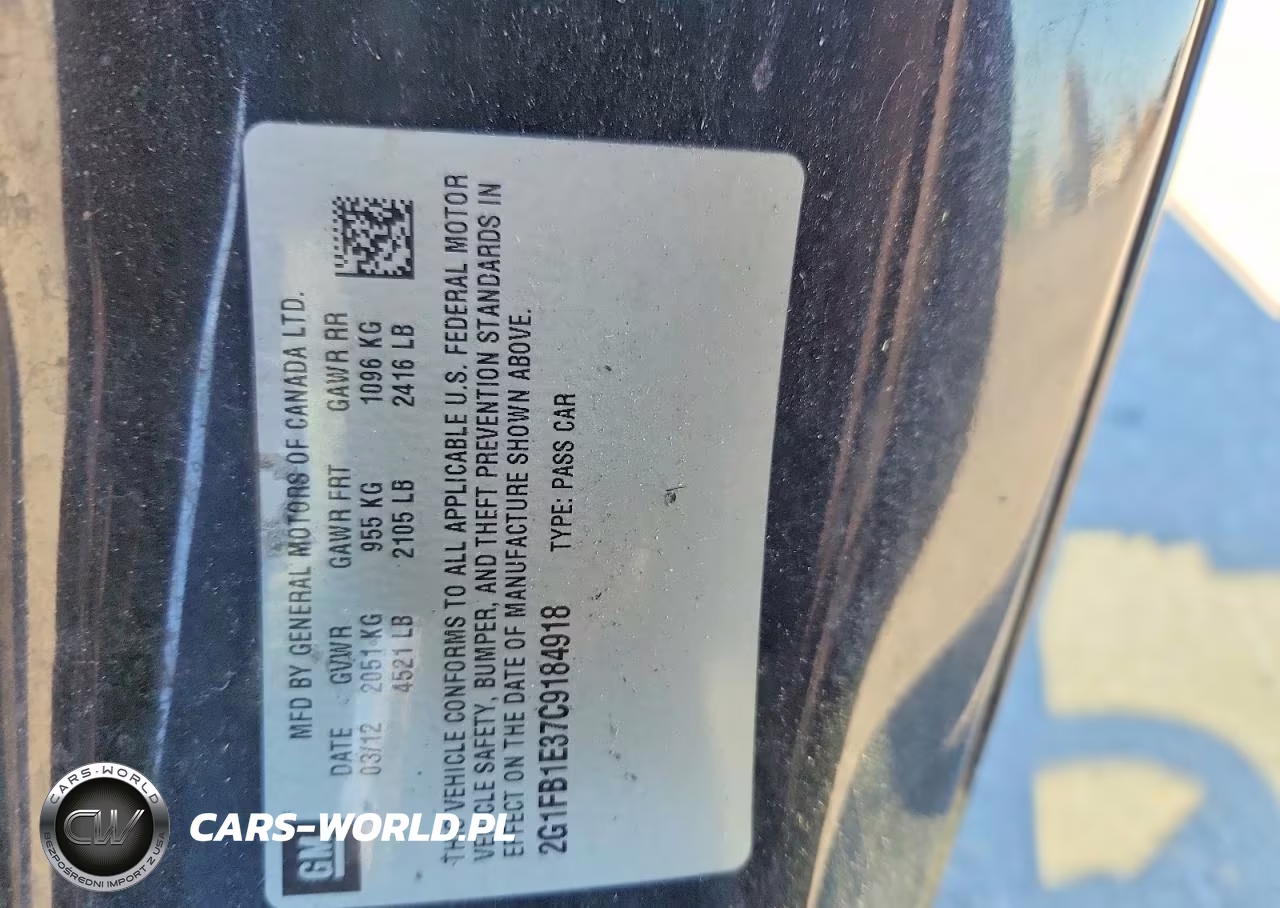 GM
MFD BY GENERAL MOTORS OF CANADA LTD.
DATE GVWR GAWR FRT GAWR RR
03/12 2051 KG 955 KG 1096 KG
4521 LB 2105 LB 2416 LB
THIS VEHICLE CONFORMS TO ALL APPLICABLE U.S. FEDERAL MOTOR
VEHICLE SAFETY, BUMPER, AND THEFT PREVENTION STANDARDS IN
EFFECT ON THE DATE OF MANUFACTURE SHOWN ABOVE.
2G1FB1E37C9184918 TYPE: PASS CAR
CARS-WORLD
CW
BEZPOŚREDNI IMPORT Z USA
CARS-WORLD.PL